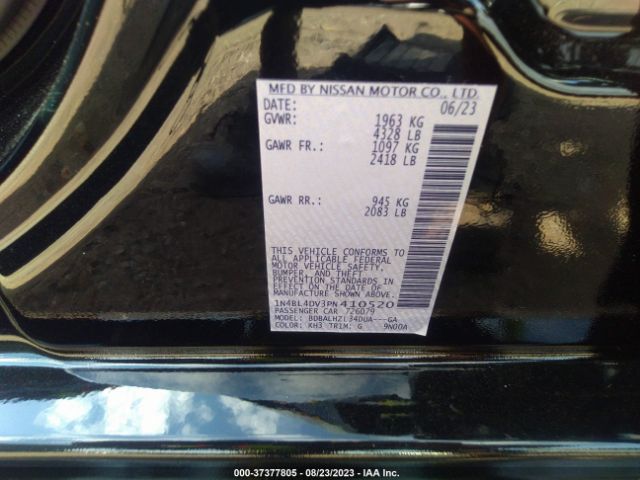 MFD BY NISSAN MOTOR CO., LTD.
DATE: 06/23
GVWR: 1963 KG
4328 LB
GAWR FR.: 1097 KG
2418 LB
GAWR RR.: 945 KG
2083 LB
THIS VEHICLE CONFORMS TO
ALL APPLICABLE FEDERAL
MOTOR VEHICLE SAFETY,
BUMPER, AND THEFT
PREVENTION STANDARDS IN
EFFECT ON THE DATE OF
MANUFACTURE SHOWN ABOVE.
1N4BL4DV3PN410520
PASSENGER CAR 726D79
MODEL: BDBALHZL34DUA---GA
COLOR: KH3 TRIM: G 9N00A
000-37377805 - 08/23/2023 - IAA Inc.